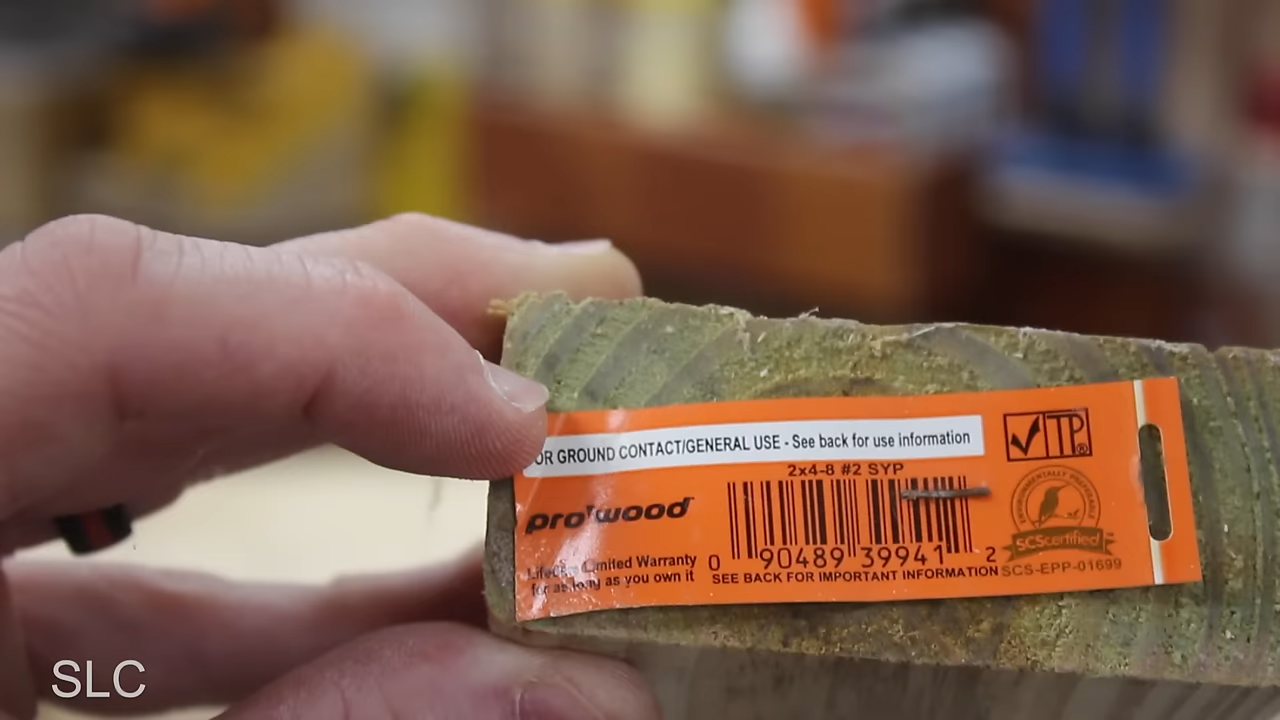 OR GROUND CONTACT/GENERAL USE - See back for use information
2x4-8 #2 SYP
prowood
Lifetime Limited Warranty
for as long as you own it
0 90489 39941 2
SEE BACK FOR IMPORTANT INFORMATION
TP
ENVIRONMENTALLY PREFERABLE
SCScertified
SCS-EPP-01699
SLC